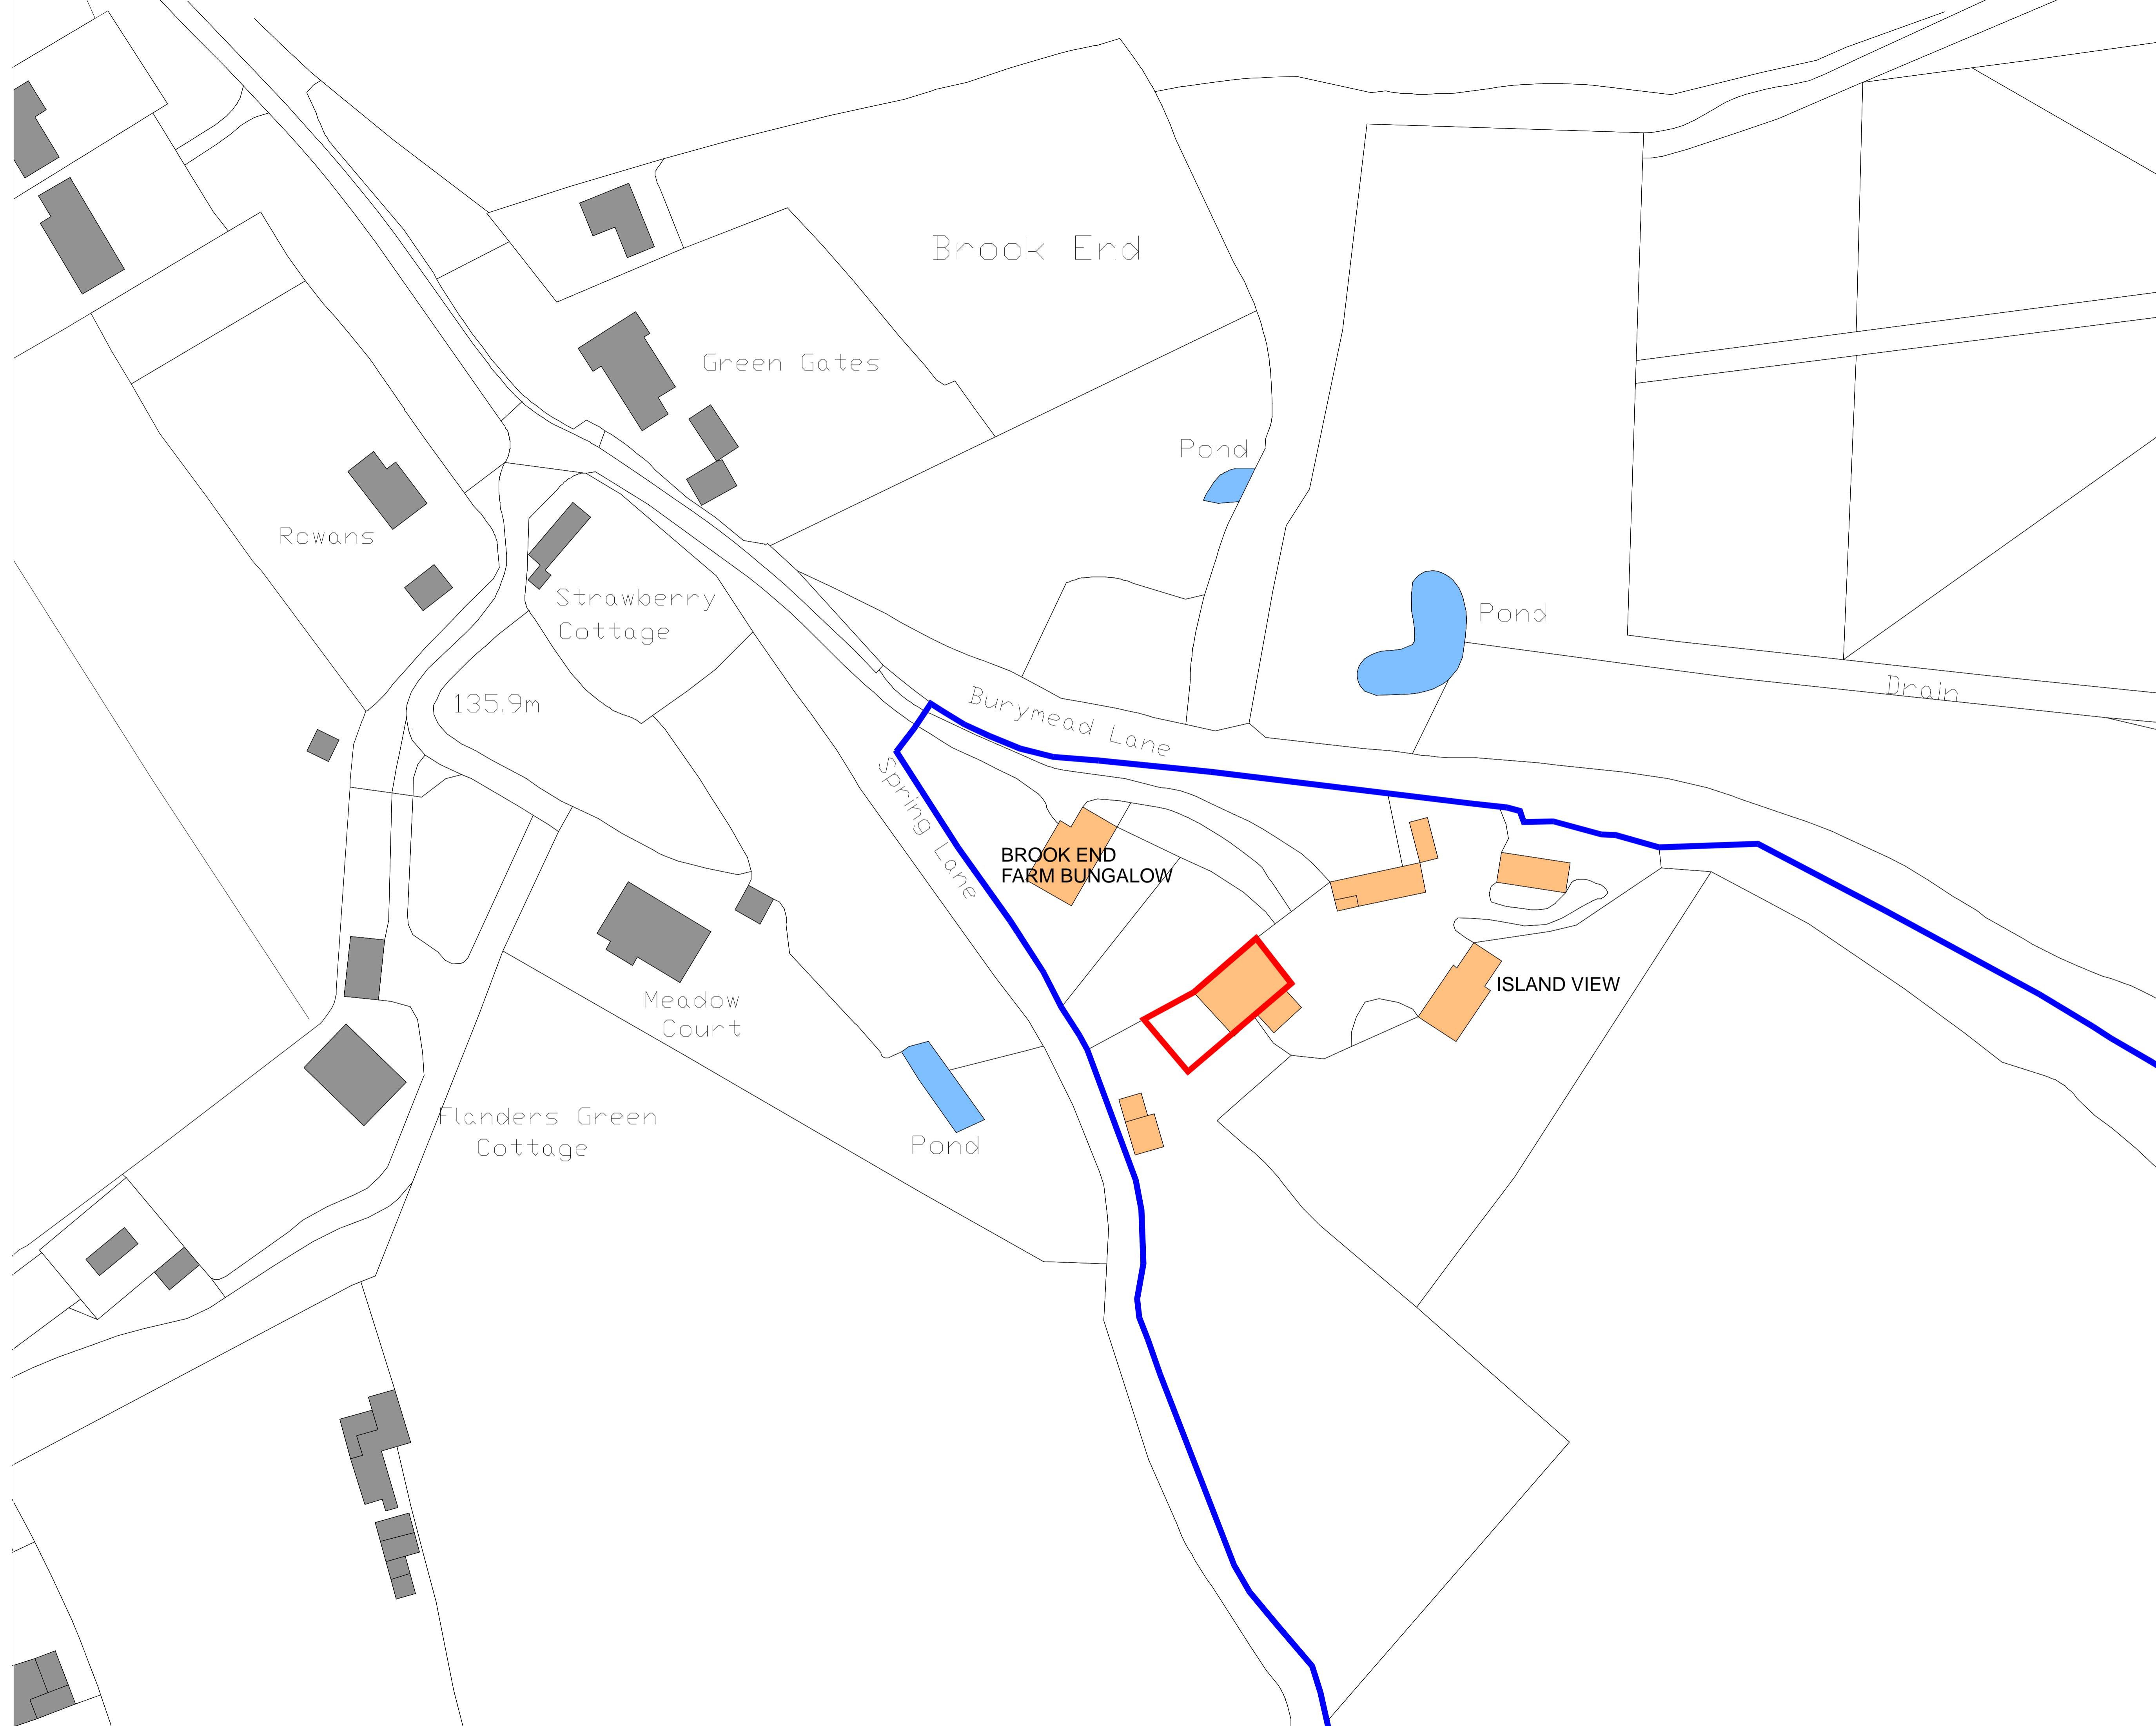 Brook End
Green Gates
Pond
Rowans
Strawberry
Cottage
Pond
135.9m
Drain
Burymead Lane
Spring Lane
BROOK END
FARM BUNGALOW
ISLAND VIEW
Meadow
Court
Flanders Green
Cottage
Pond